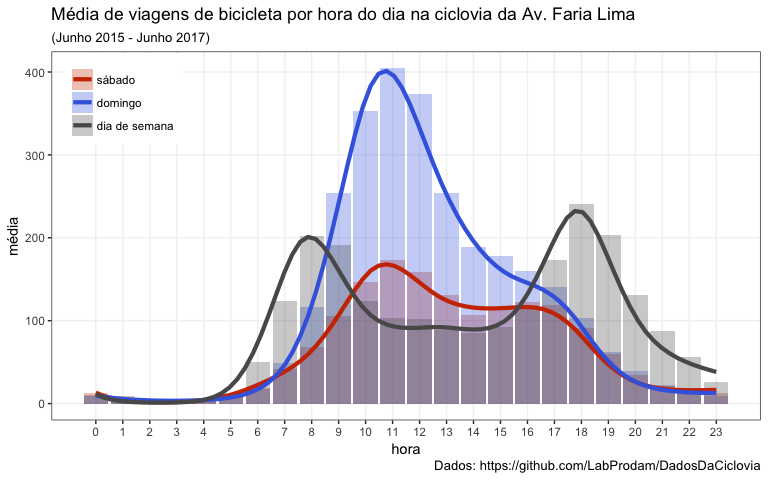 Média de viagens de bicicleta por hora do dia na ciclovia da Av. Faria Lima
(Junho 2015 - Junho 2017)
sábado
domingo
dia de semana
média
400
300
200
100
0
0 1 2 3 4 5 6 7 8 9 10 11 12 13 14 15 16 17 18 19 20 21 22 23
hora
Dados: https://github.com/LabProdam/DadosDaCiclovia